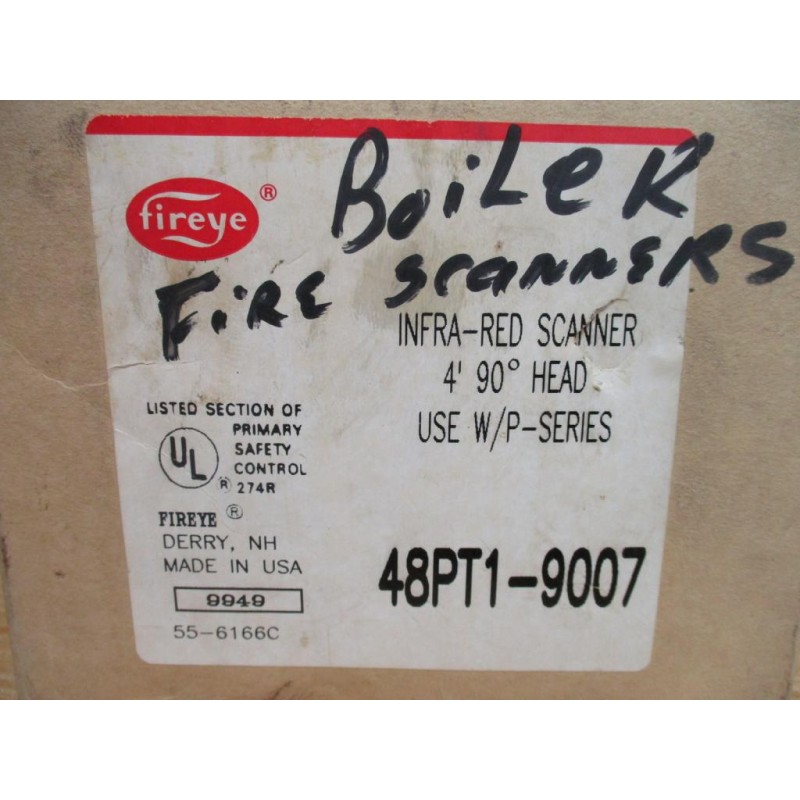 BoiLeR
fireye ®
FiRE scanneRs
INFRA-RED SCANNER
4' 90° HEAD
USE W/P-SERIES
LISTED SECTION OF
PRIMARY
SAFETY
CONTROL
UL ® 274R
FIREYE ®
DERRY, NH
MADE IN USA
9949
55-6166C
48PT1-9007